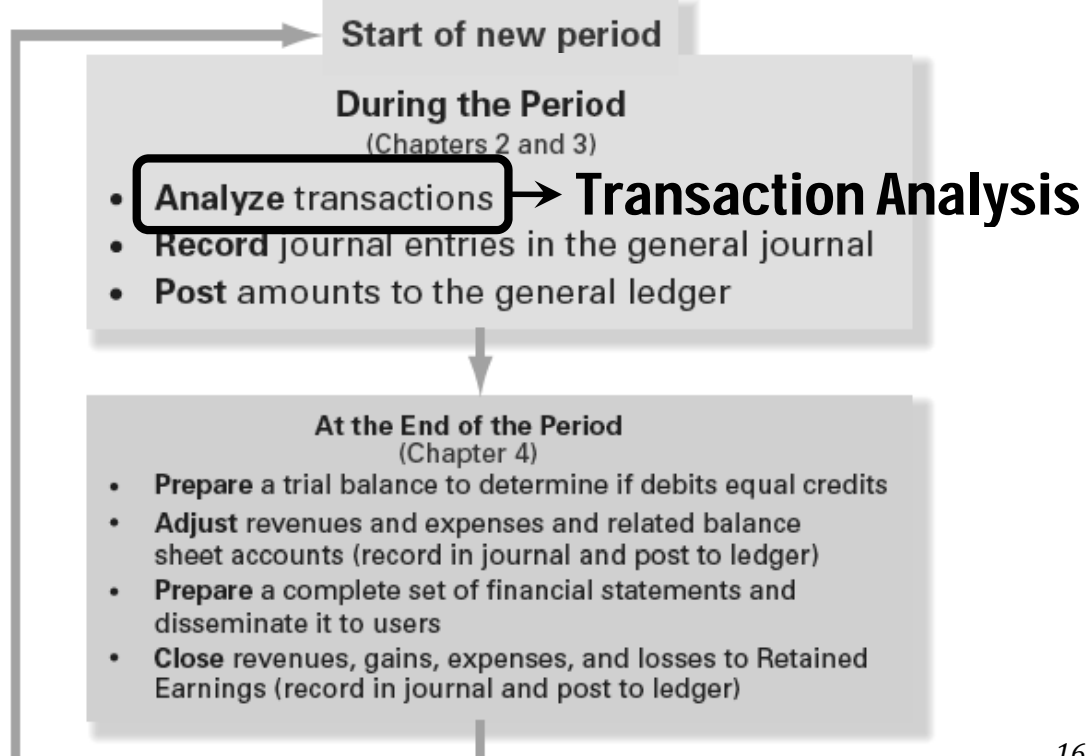 Start of new period
During the Period
(Chapters 2 and 3)
• Analyze transactions → Transaction Analysis
• Record journal entries in the general journal
• Post amounts to the general ledger
At the End of the Period
(Chapter 4)
• Prepare a trial balance to determine if debits equal credits
• Adjust revenues and expenses and related balance
sheet accounts (record in journal and post to ledger)
• Prepare a complete set of financial statements and
disseminate it to users
• Close revenues, gains, expenses, and losses to Retained
Earnings (record in journal and post to ledger)
16